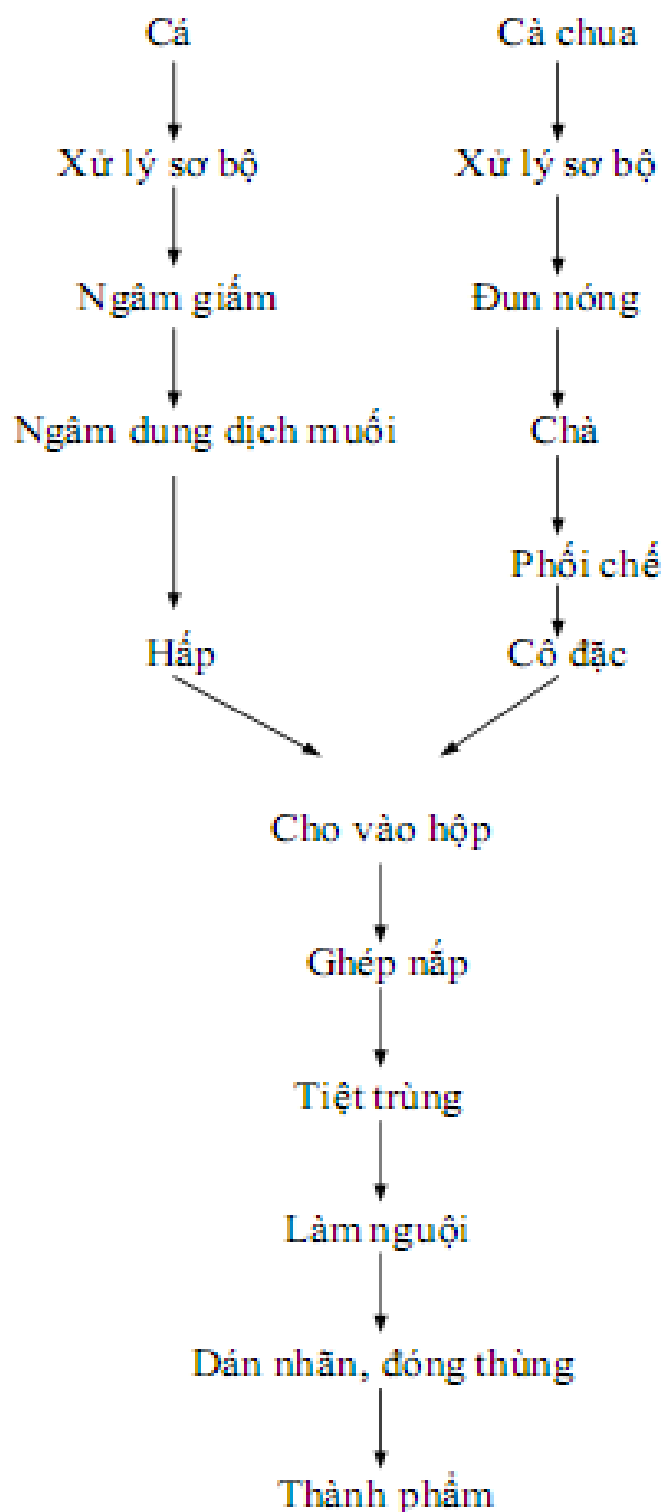 Cá
Cà chua
Xử lý sơ bộ
Xử lý sơ bộ
Ngâm giấm
Đun nóng
Ngâm dung dịch muối
Chà
Phối chế
Hấp
Cô đặc
Cho vào hộp
Ghép nắp
Tiệt trùng
Làm nguội
Dán nhãn, đóng thùng
Thành phẩm